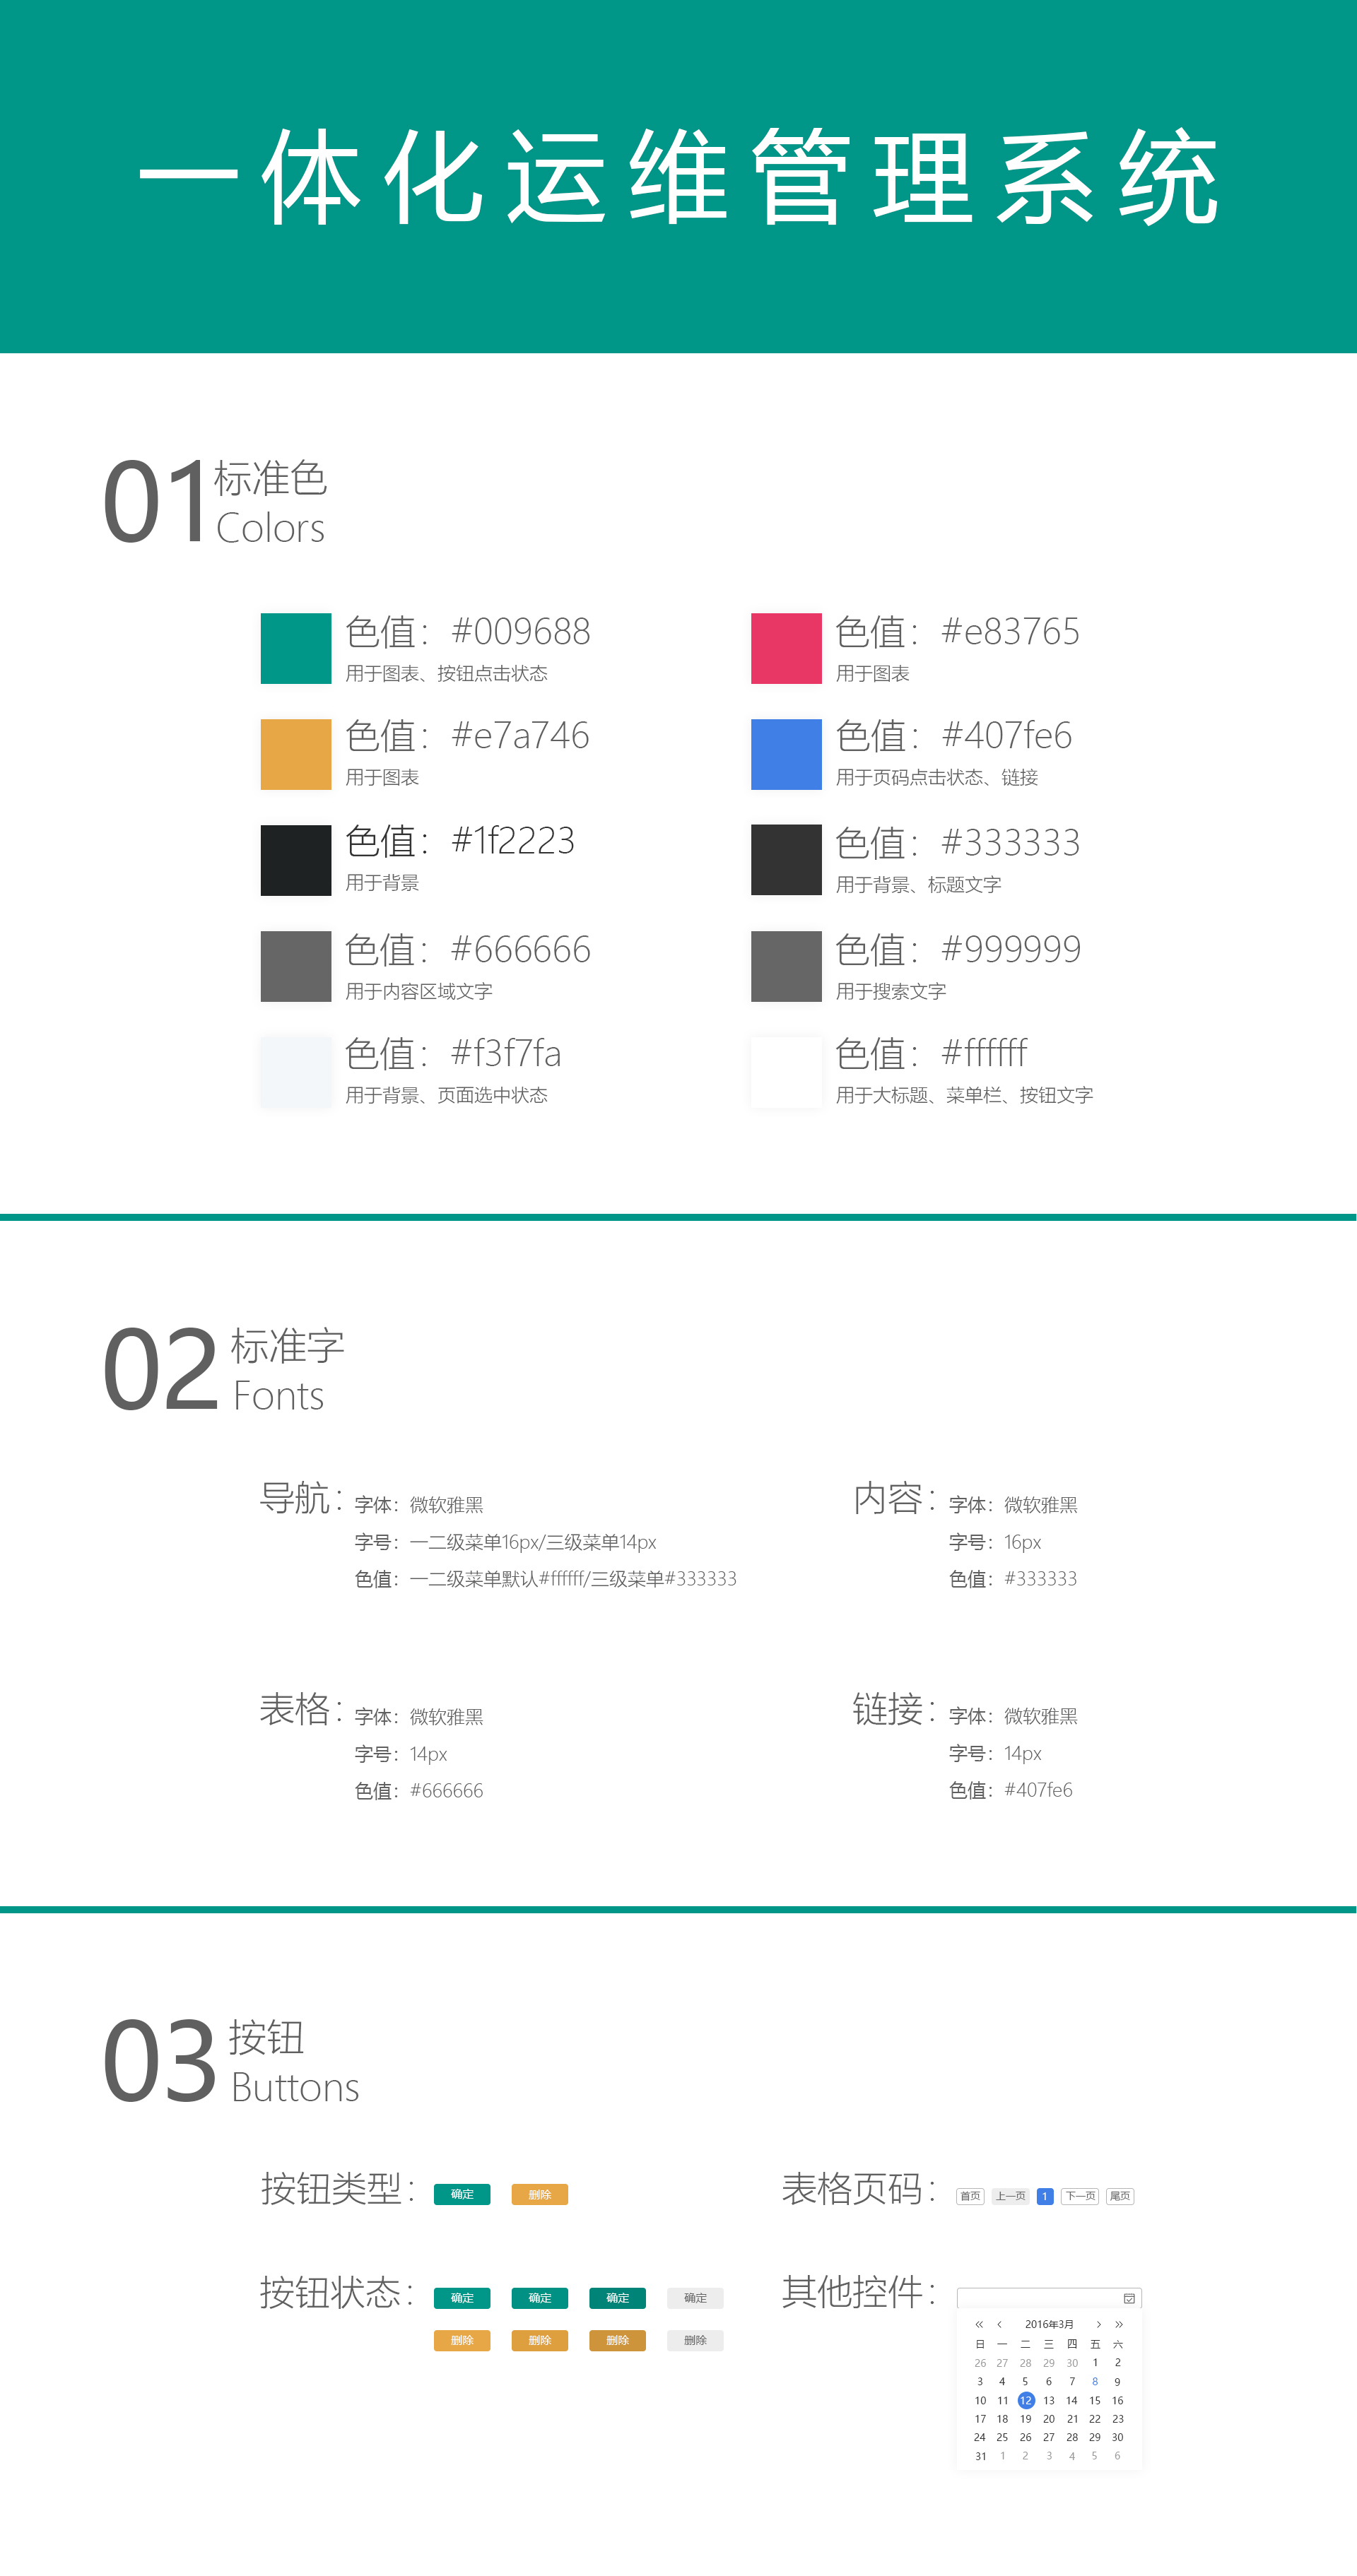 一体化运维管理系统
01 标准色
Colors
色值：#009688
用于图表、按钮点击状态
色值：#e83765
用于图表
色值：#e7a746
用于图表
色值：#407fe6
用于页码点击状态、链接
色值：#1f2223
用于背景
色值：#333333
用于背景、标题文字
色值：#666666
用于内容区域文字
色值：#999999
用于搜索文字
色值：#f3f7fa
用于背景、页面选中状态
色值：#ffffff
用于大标题、菜单栏、按钮文字
02 标准字
Fonts
导航：字体：微软雅黑
字号：一二级菜单16px/三级菜单14px
色值：一二级菜单默认#ffffff/三级菜单#333333
内容：字体：微软雅黑
字号：16px
色值：#333333
表格：字体：微软雅黑
字号：14px
色值：#666666
链接：字体：微软雅黑
字号：14px
色值：#407fe6
03 按钮
Buttons
按钮类型： 确定 删除
表格页码： 首页 上一页 1 下一页 尾页
按钮状态： 确定 确定 确定 确定
删除 删除 删除 删除
其他控件：
« ‹ 2016年3月 › »
日 一 二 三 四 五 六
26 27 28 29 30 1 2
3 4 5 6 7 8 9
10 11 12 13 14 15 16
17 18 19 20 21 22 23
24 25 26 27 28 29 30
31 1 2 3 4 5 6